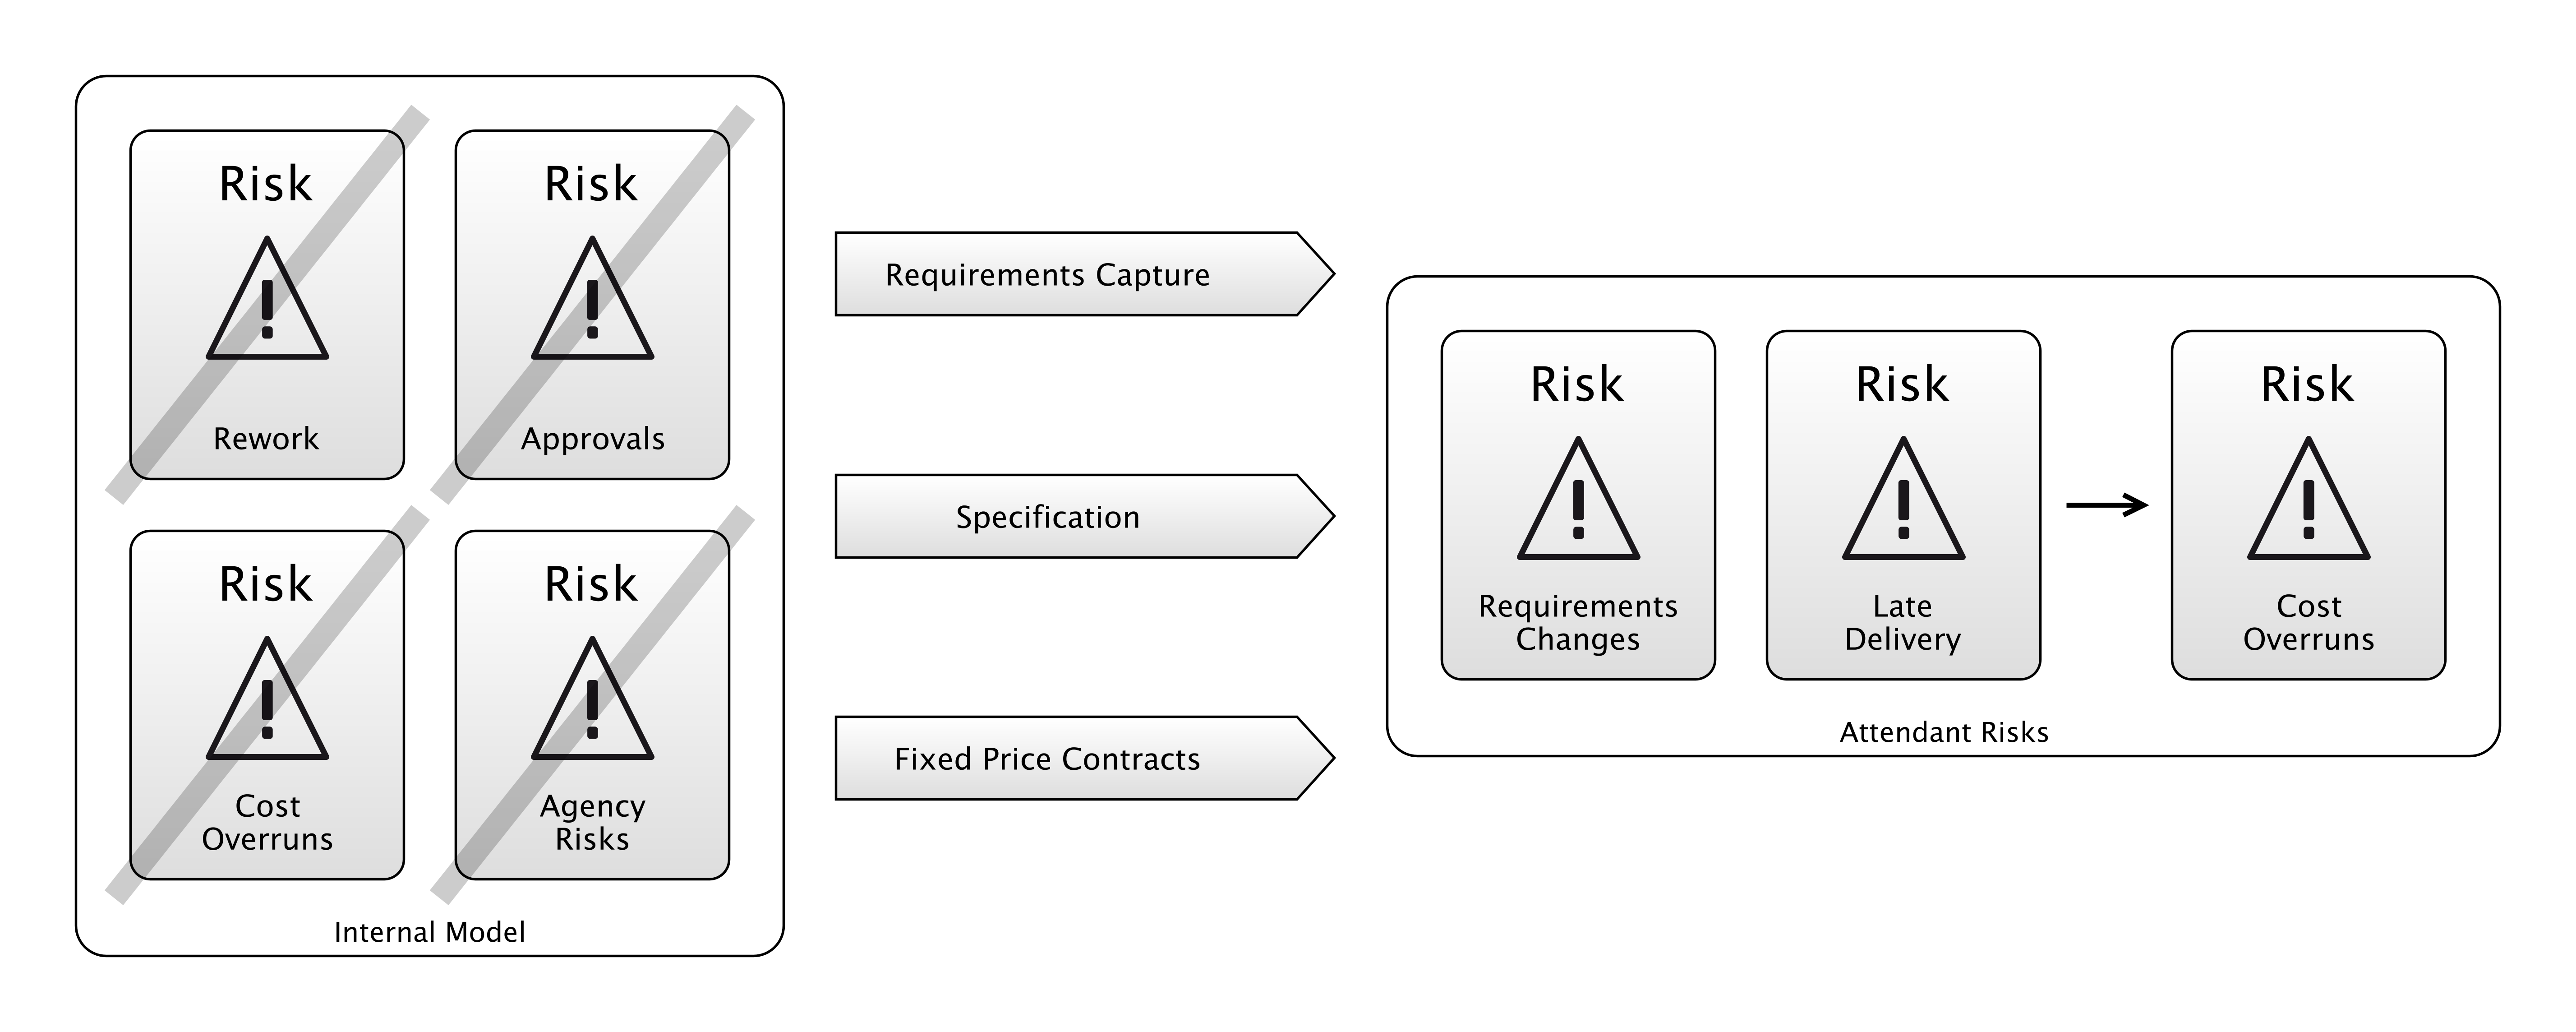 Risk
Rework
Risk
Approvals
Risk
Cost
Overruns
Risk
Agency
Risks
Internal Model
Requirements Capture
Specification
Fixed Price Contracts
Risk
Requirements
Changes
Risk
Late
Delivery
Risk
Cost
Overruns
Attendant Risks